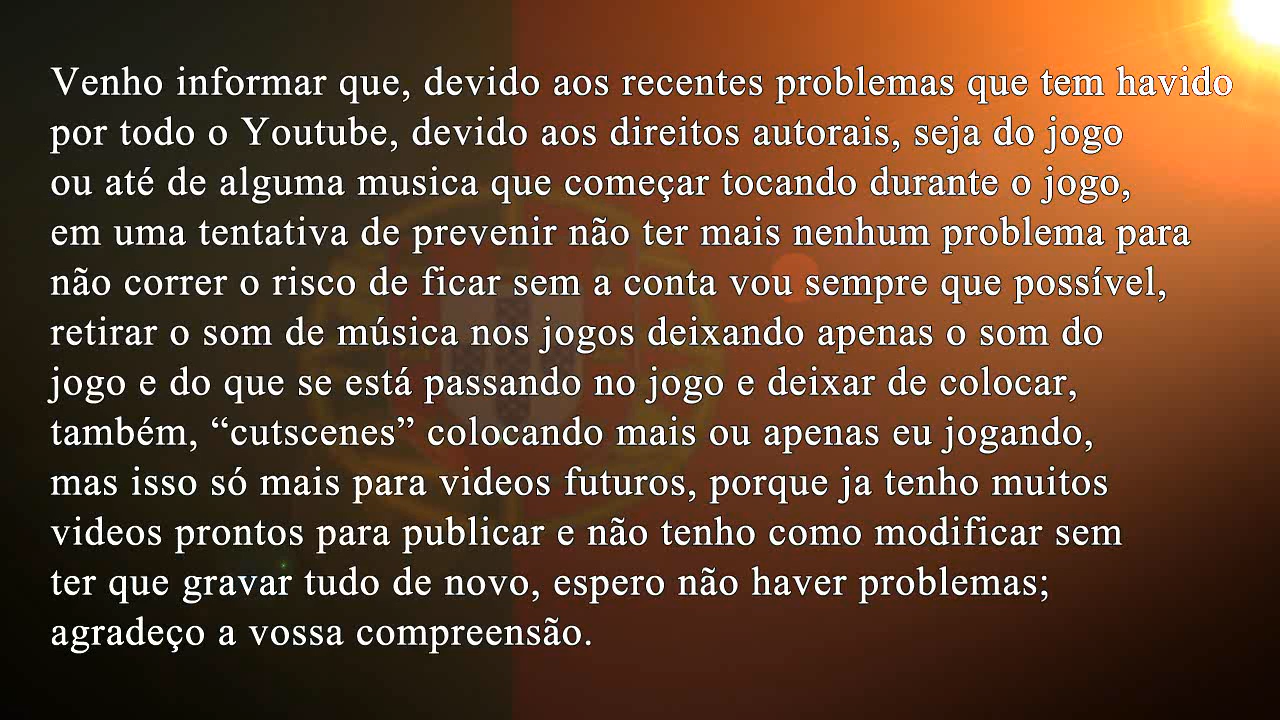 Venho informar que, devido aos recentes problemas que tem havido
por todo o Youtube, devido aos direitos autorais, seja do jogo
ou até de alguma musica que começar tocando durante o jogo,
em uma tentativa de prevenir não ter mais nenhum problema para
não correr o risco de ficar sem a conta vou sempre que possível,
retirar o som de música nos jogos deixando apenas o som do
jogo e do que se está passando no jogo e deixar de colocar,
também, “cutscenes” colocando mais ou apenas eu jogando,
mas isso só mais para videos futuros, porque ja tenho muitos
videos prontos para publicar e não tenho como modificar sem
ter que gravar tudo de novo, espero não haver problemas;
agradeço a vossa compreensão.